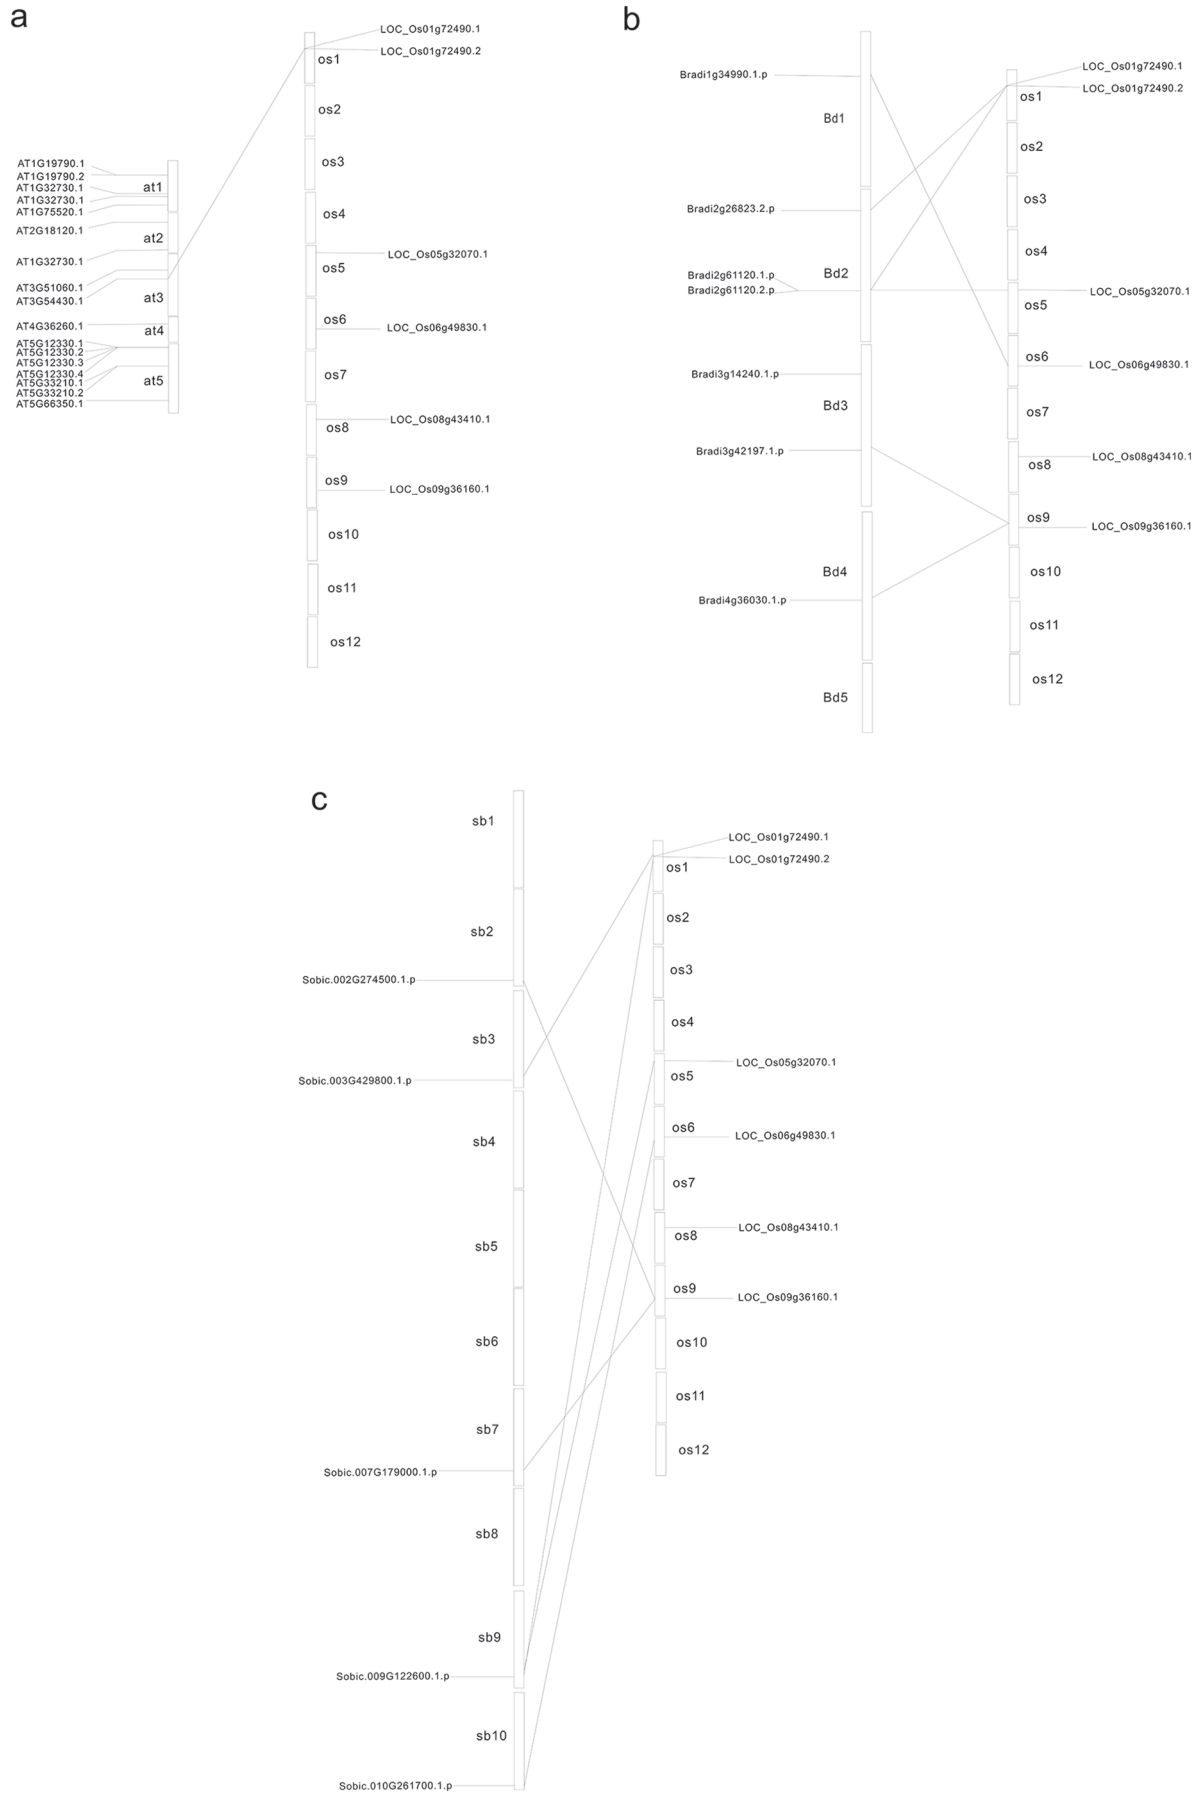 a
LOC_Os01g72490.1
LOC_Os01g72490.2
os1
os2
os3
os4
os5
LOC_Os05g32070.1
os6
LOC_Os06g49830.1
os7
os8
LOC_Os08g43410.1
os9
LOC_Os09g36160.1
os10
os11
os12
AT1G19790.1
AT1G19790.2
AT1G32730.1
AT1G32730.1
AT1G75520.1
AT2G18120.1
AT1G32730.1
AT3G51060.1
AT3G54430.1
AT4G36260.1
AT5G12330.1
AT5G12330.2
AT5G12330.3
AT5G12330.4
AT5G33210.1
AT5G33210.2
AT5G66350.1
at1
at2
at3
at4
at5
b
Bradi1g34990.1.p
Bd1
Bradi2g26823.2.p
Bradi2g61120.1.p
Bradi2g61120.2.p
Bd2
Bradi3g14240.1.p
Bd3
Bradi3g42197.1.p
Bd4
Bradi4g36030.1.p
Bd5
LOC_Os01g72490.1
LOC_Os01g72490.2
os1
os2
os3
os4
LOC_Os05g32070.1
os5
os6
LOC_Os06g49830.1
os7
LOC_Os08g43410.1
os8
os9
LOC_Os09g36160.1
os10
os11
os12
c
sb1
sb2
Sobic.002G274500.1.p
sb3
Sobic.003G429800.1.p
sb4
sb5
sb6
sb7
Sobic.007G179000.1.p
sb8
sb9
Sobic.009G122600.1.p
sb10
Sobic.010G261700.1.p
LOC_Os01g72490.1
LOC_Os01g72490.2
os1
os2
os3
os4
LOC_Os05g32070.1
os5
os6
LOC_Os06g49830.1
os7
LOC_Os08g43410.1
os8
os9
LOC_Os09g36160.1
os10
os11
os12